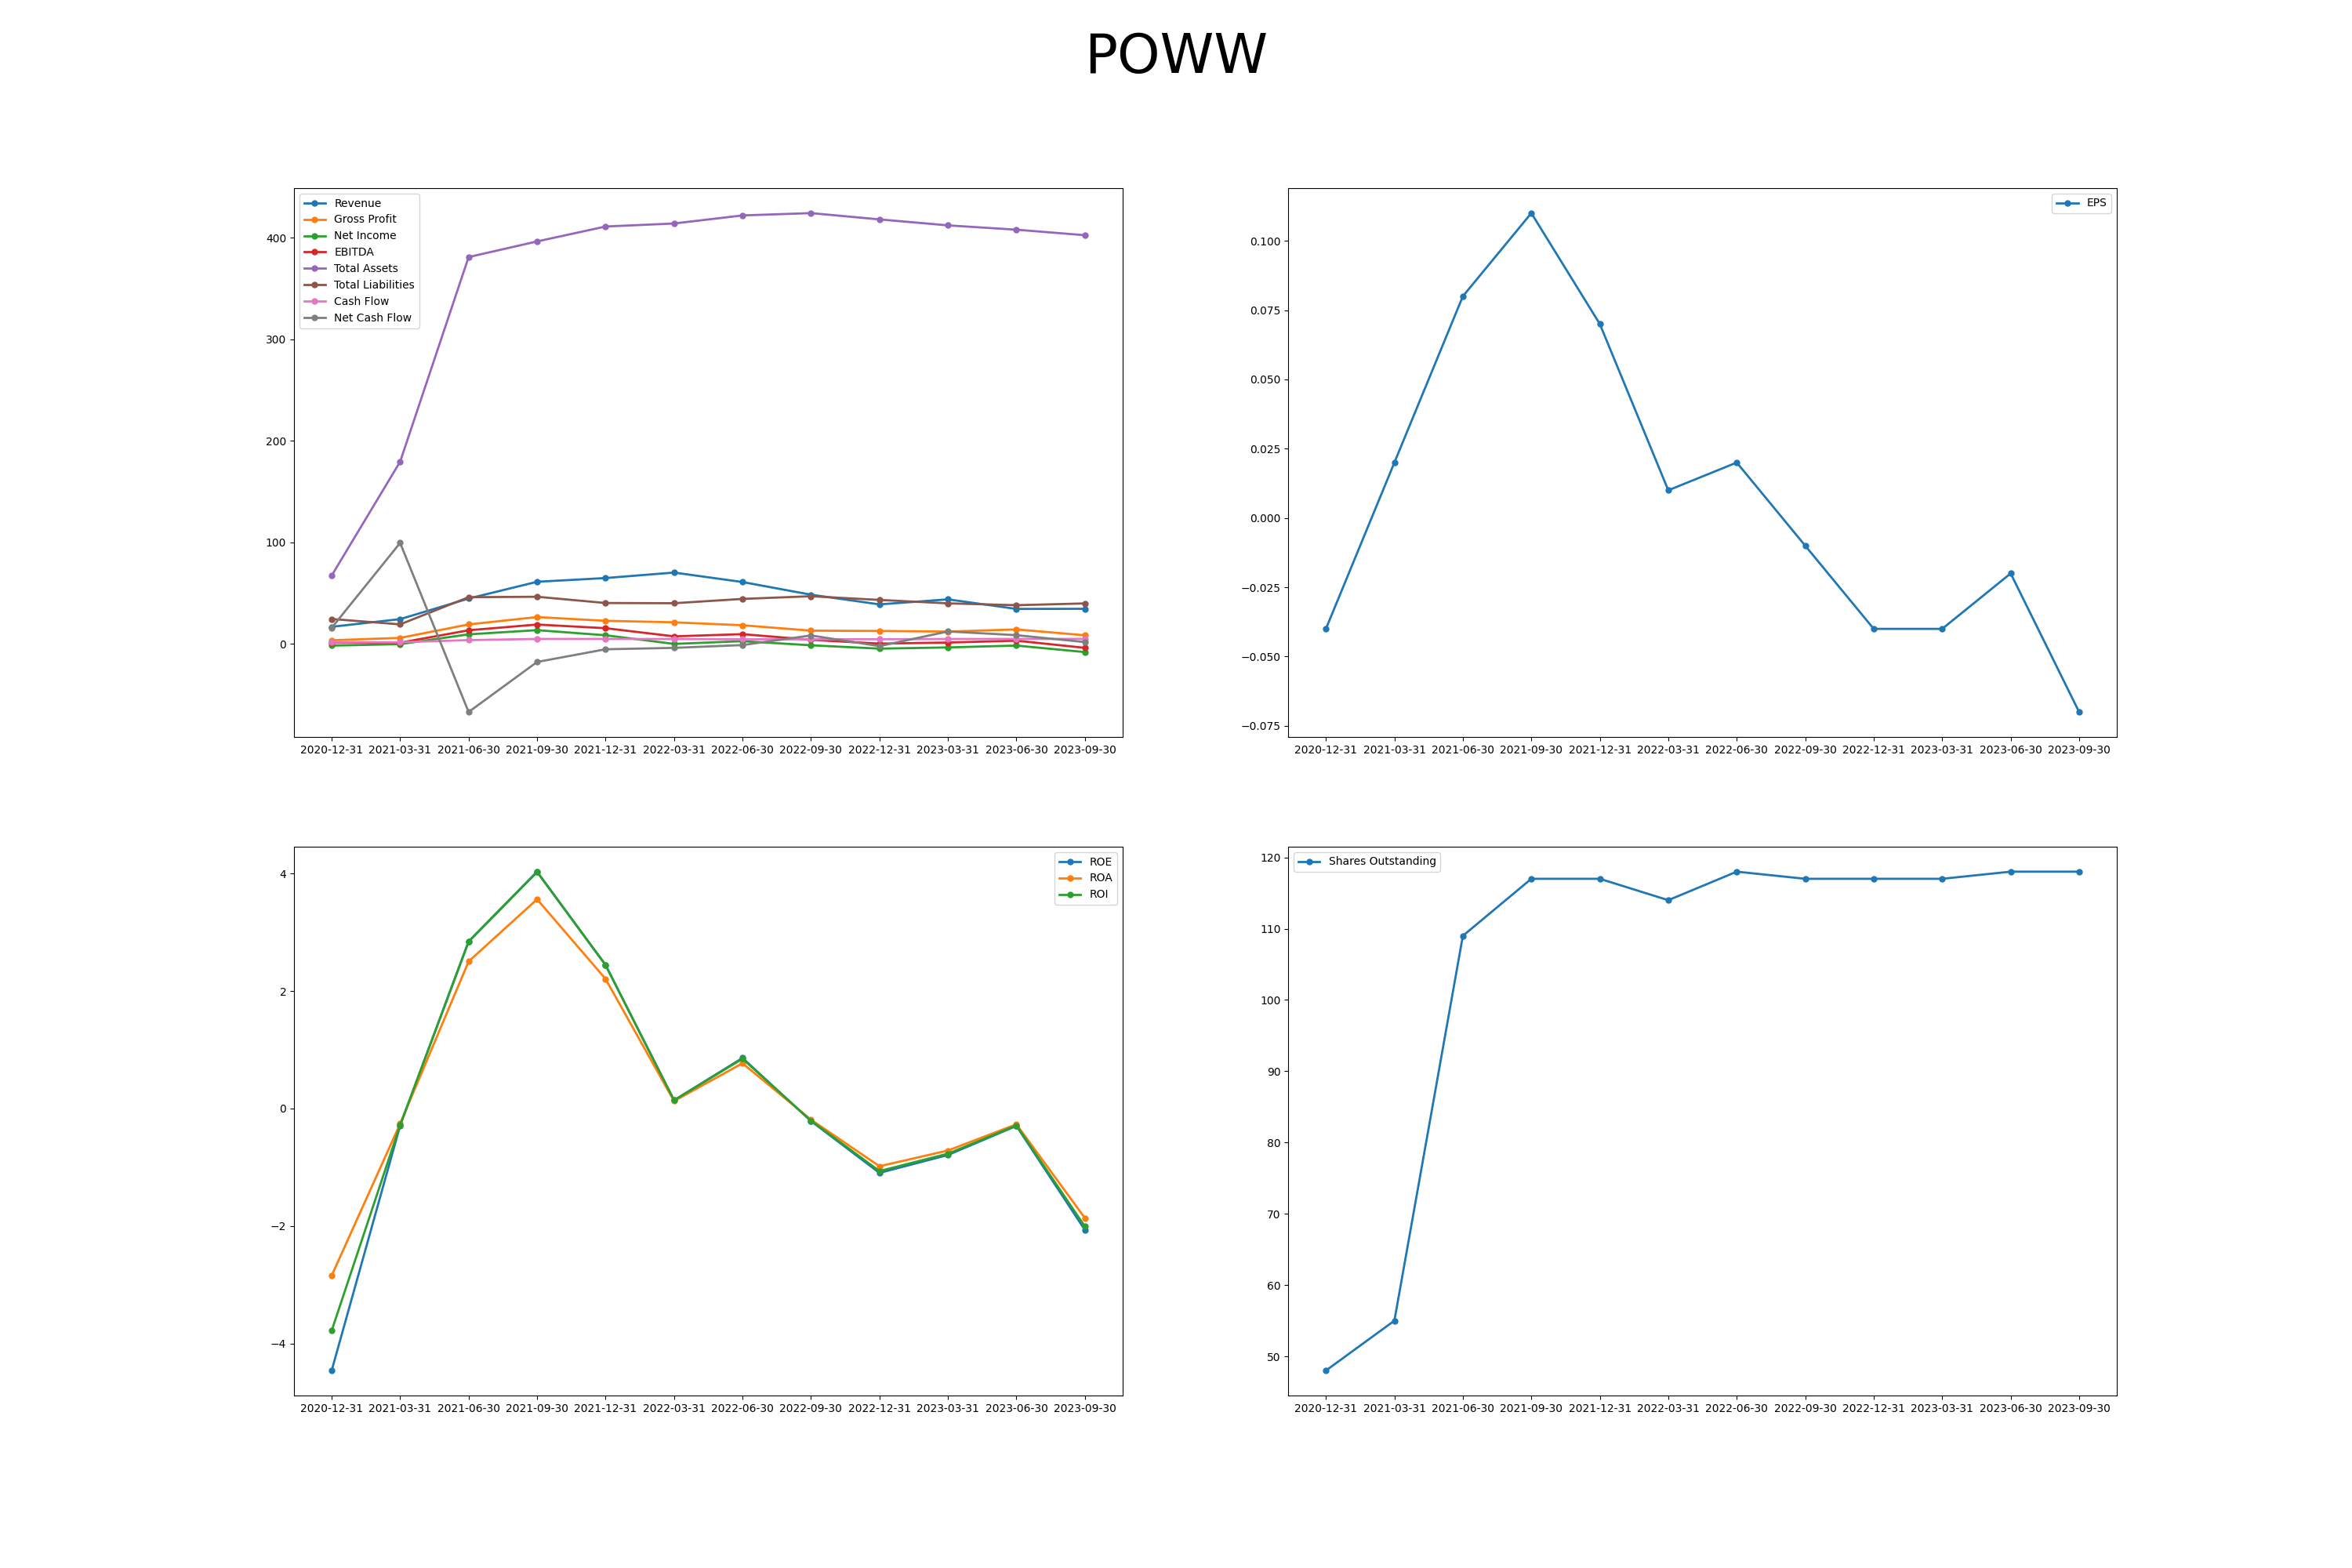 POWW
Revenue
Gross Profit
Net Income
EBITDA
Total Assets
Total Liabilities
Cash Flow
Net Cash Flow
400
300
200
100
0
2020-12-31 2021-03-31 2021-06-30 2021-09-30 2021-12-31 2022-03-31 2022-06-30 2022-09-30 2022-12-31 2023-03-31 2023-06-30 2023-09-30
EPS
0.100
0.075
0.050
0.025
0.000
−0.025
−0.050
−0.075
2020-12-31 2021-03-31 2021-06-30 2021-09-30 2021-12-31 2022-03-31 2022-06-30 2022-09-30 2022-12-31 2023-03-31 2023-06-30 2023-09-30
ROE
ROA
ROI
4
2
0
−2
−4
2020-12-31 2021-03-31 2021-06-30 2021-09-30 2021-12-31 2022-03-31 2022-06-30 2022-09-30 2022-12-31 2023-03-31 2023-06-30 2023-09-30
Shares Outstanding
120
110
100
90
80
70
60
50
2020-12-31 2021-03-31 2021-06-30 2021-09-30 2021-12-31 2022-03-31 2022-06-30 2022-09-30 2022-12-31 2023-03-31 2023-06-30 2023-09-30